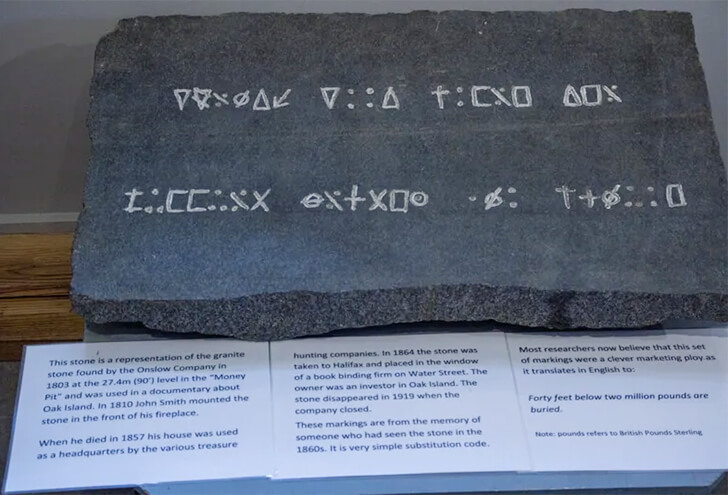 This stone is a representation of the granite
stone found by the Onslow Company in
1803 at the 27.4m (90') level in the "Money
Pit" and was used in a documentary about
Oak Island. In 1810 John Smith mounted the
stone in the front of his fireplace.
When he died in 1857 his house was used
as a headquarters by the various treasure
hunting companies. In 1864 the stone was
taken to Halifax and placed in the window
of a book binding firm on Water Street. The
owner was an investor in Oak Island. The
stone disappeared in 1919 when the
company closed.
These markings are from the memory of
someone who had seen the stone in the
1860s. It is very simple substitution code.
Most researchers now believe that this set
of markings were a clever marketing ploy as
it translates in English to:
Forty feet below two million pounds are
buried.
Note: pounds refers to British Pounds Sterling